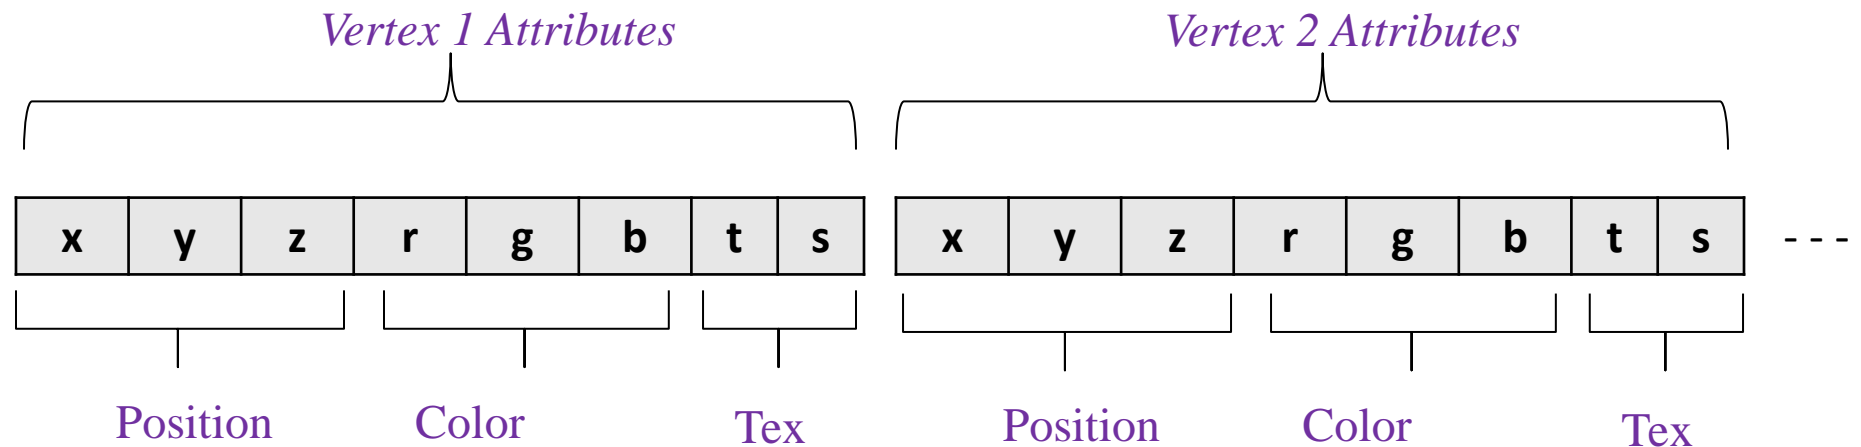 Vertex 1 Attributes Vertex 2 Attributes
x y z r g b t s x y z r g b t s - - -
Position Color Tex Position Color Tex